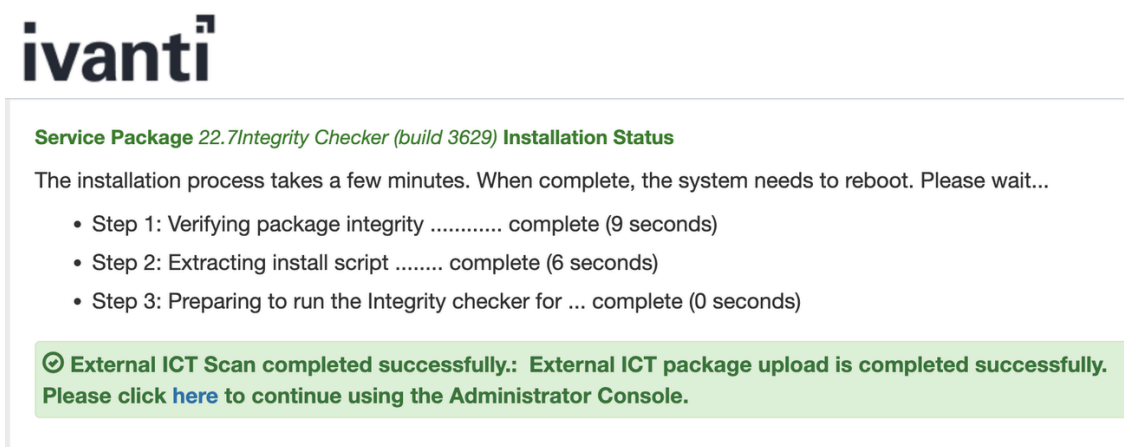 ivanti
Service Package 22.7Integrity Checker (build 3629) Installation Status
The installation process takes a few minutes. When complete, the system needs to reboot. Please wait...
• Step 1: Verifying package integrity ............ complete (9 seconds)
• Step 2: Extracting install script ........ complete (6 seconds)
• Step 3: Preparing to run the Integrity checker for ... complete (0 seconds)
External ICT Scan completed successfully.: External ICT package upload is completed successfully.
Please click here to continue using the Administrator Console.